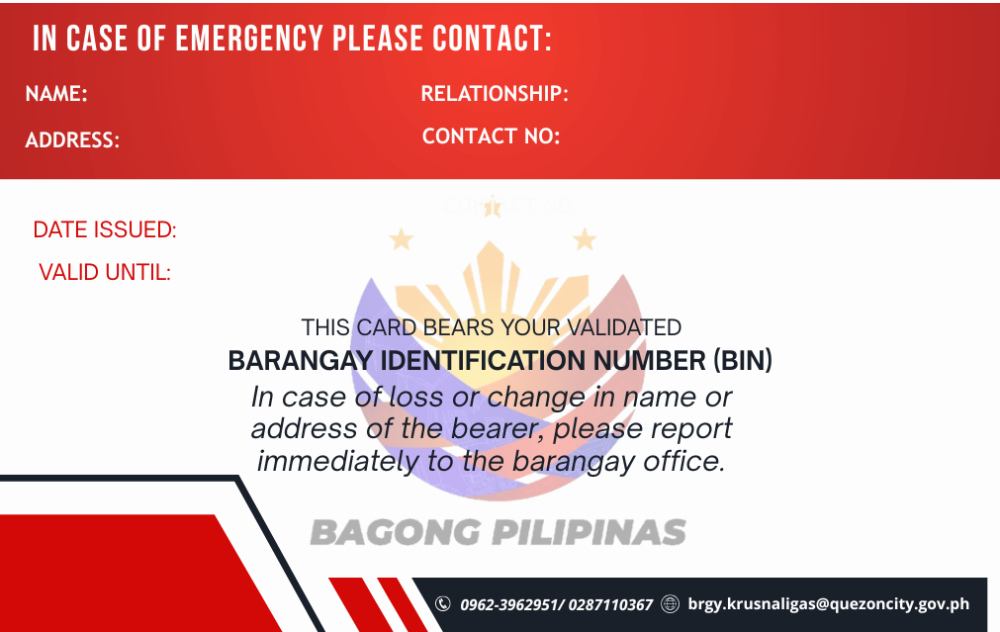 IN CASE OF EMERGENCY PLEASE CONTACT:
NAME:
RELATIONSHIP:
ADDRESS:
CONTACT NO:
CONTACT NO:
DATE ISSUED:
VALID UNTIL:
THIS CARD BEARS YOUR VALIDATED
BARANGAY IDENTIFICATION NUMBER (BIN)
In case of loss or change in name or
address of the bearer, please report
immediately to the barangay office.
BAGONG PILIPINAS
0962-3962951/ 0287110367 brgy.krusnaligas@quezoncity.gov.ph